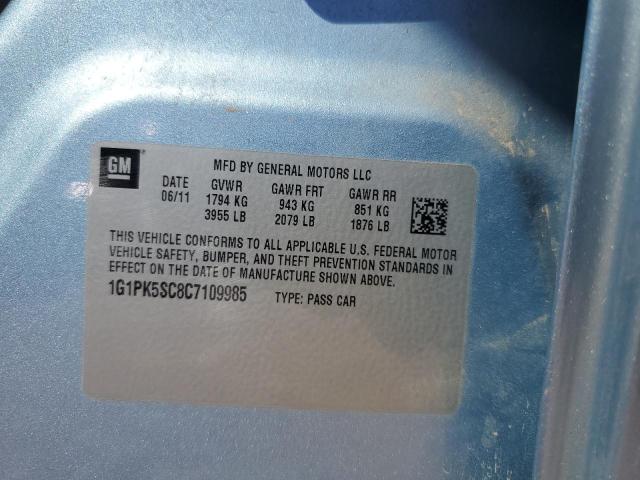 GM
MFD BY GENERAL MOTORS LLC
DATE GVWR GAWR FRT GAWR RR
06/11 1794 KG 943 KG 851 KG
3955 LB 2079 LB 1876 LB
THIS VEHICLE CONFORMS TO ALL APPLICABLE U.S. FEDERAL MOTOR
VEHICLE SAFETY, BUMPER, AND THEFT PREVENTION STANDARDS IN
EFFECT ON THE DATE OF MANUFACTURE SHOWN ABOVE.
1G1PK5SC8C7109985 TYPE: PASS CAR